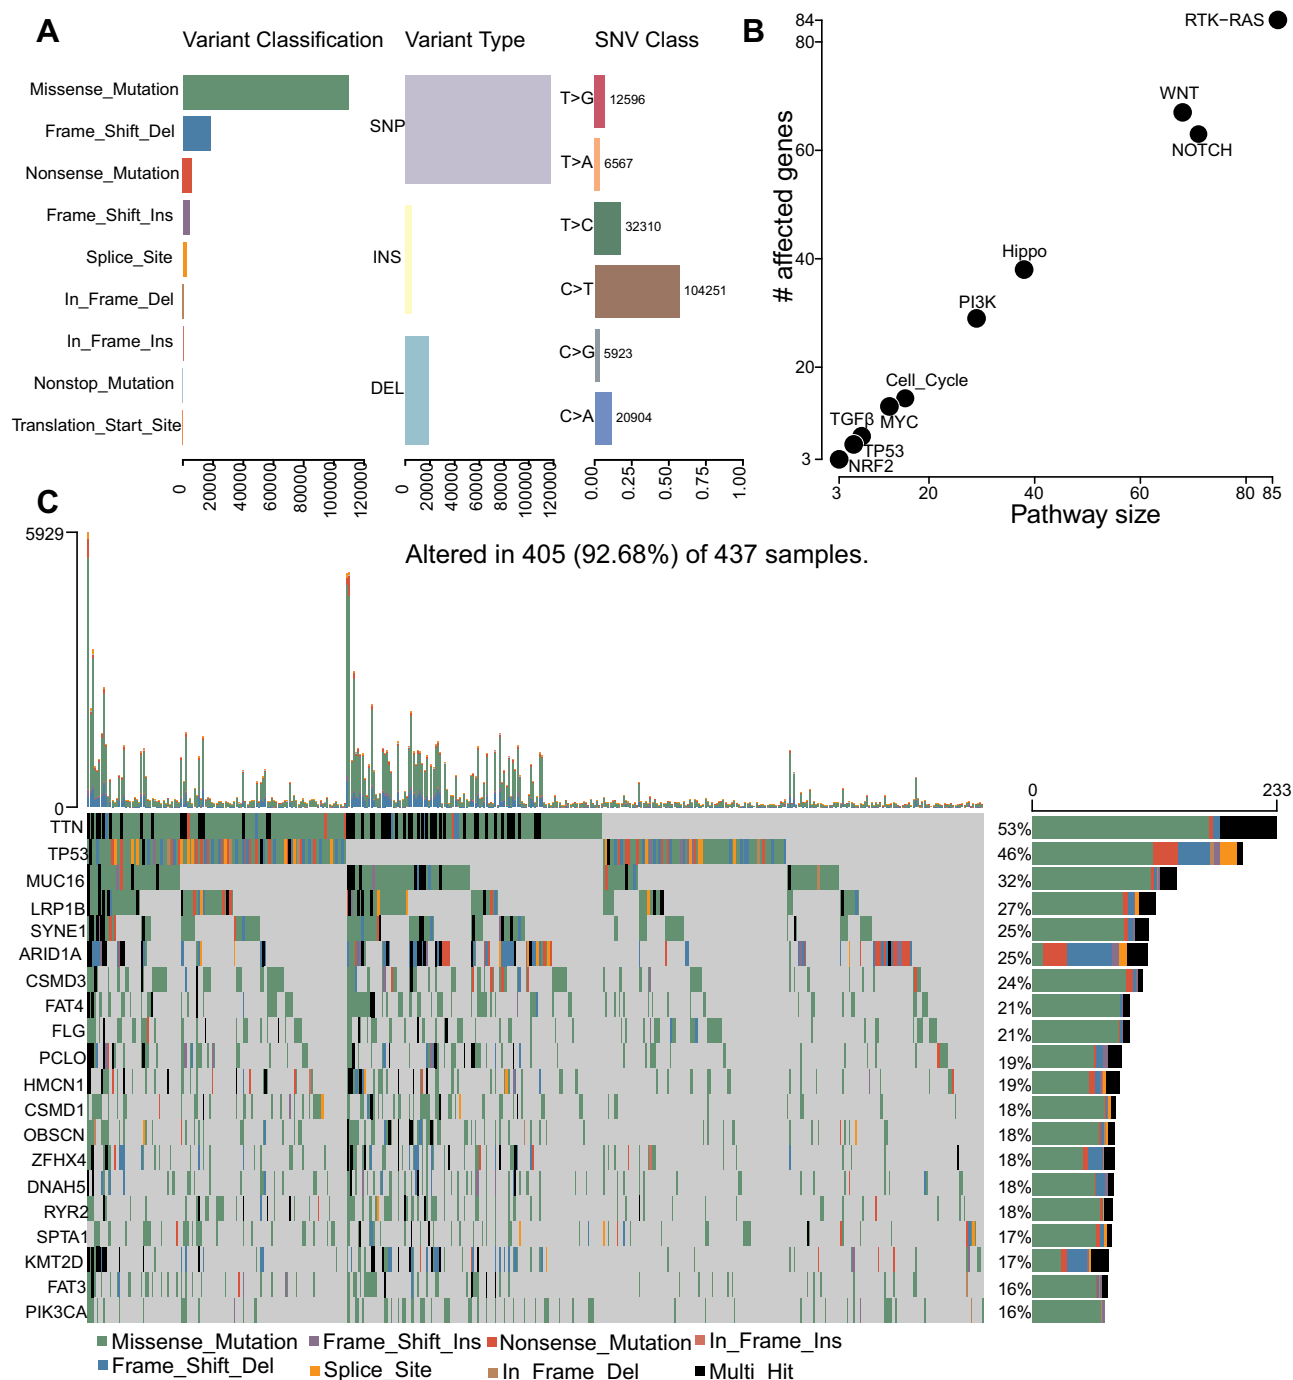 A
Variant Classification
Variant Type
SNV Class
Missense_Mutation
Frame_Shift_Del
Nonsense_Mutation
Frame_Shift_Ins
Splice_Site
In_Frame_Del
In_Frame_Ins
Nonstop_Mutation
Translation_Start_Site
0
20000
40000
60000
80000
100000
120000
SNP
INS
DEL
0
20000
40000
60000
80000
100000
120000
T>G 12596
T>A 6567
T>C 32310
C>T 104251
C>G 5923
C>A 20904
0.00
0.25
0.50
0.75
1.00
B
# affected genes
84
80
60
40
20
3
RTK−RAS
WNT
NOTCH
Hippo
PI3K
Cell_Cycle
MYC
TGFβ
TP53
NRF2
3 20 40 60 80 85
Pathway size
C
Altered in 405 (92.68%) of 437 samples.
5929
0
0 233
TTN 53%
TP53 46%
MUC16 32%
LRP1B 27%
SYNE1 25%
ARID1A 25%
CSMD3 24%
FAT4 21%
FLG 21%
PCLO 19%
HMCN1 19%
CSMD1 18%
OBSCN 18%
ZFHX4 18%
DNAH5 18%
RYR2 18%
SPTA1 17%
KMT2D 17%
FAT3 16%
PIK3CA 16%
Missense_Mutation Frame_Shift_Ins Nonsense_Mutation In_Frame_Ins
Frame_Shift_Del Splice_Site In_Frame_Del Multi_Hit